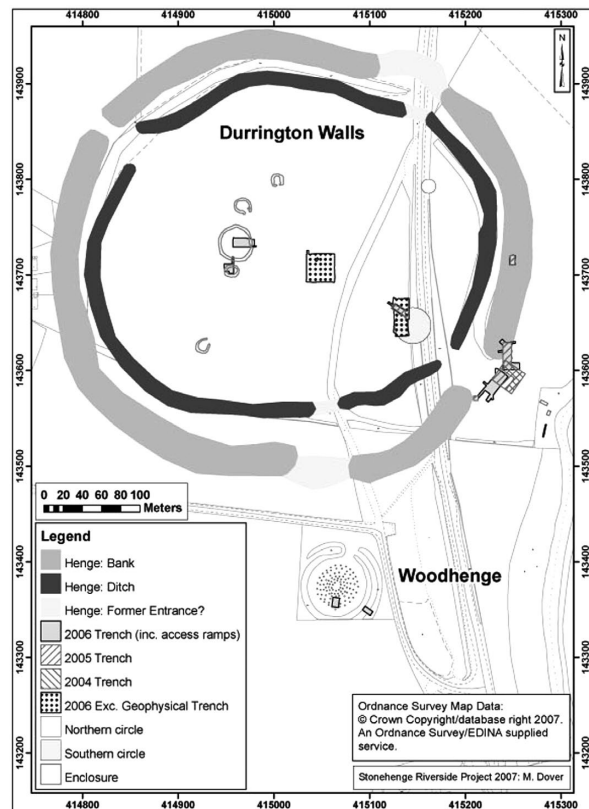 414800 414900 415000 415100 415200 415300
N
143900
143800
143700
143600
143500
143400
143300
143200
143900
143800
143700
143600
143500
143400
143300
143200
Durrington Walls
Woodhenge
0 10 20 40 60 80 100
Meters
Legend
Henge: Bank
Henge: Ditch
Henge: Former Entrance?
2006 Trench (inc. access ramps)
2005 Trench
2004 Trench
2006 Exc. Geophysical Trench
Northern circle
Southern circle
Enclosure
Ordnance Survey Map Data:
© Crown Copyright/database right 2007.
An Ordnance Survey/EDINA supplied
service.
Stonehenge Riverside Project 2007: M. Dover
414800 414900 415000 415100 415200 415300